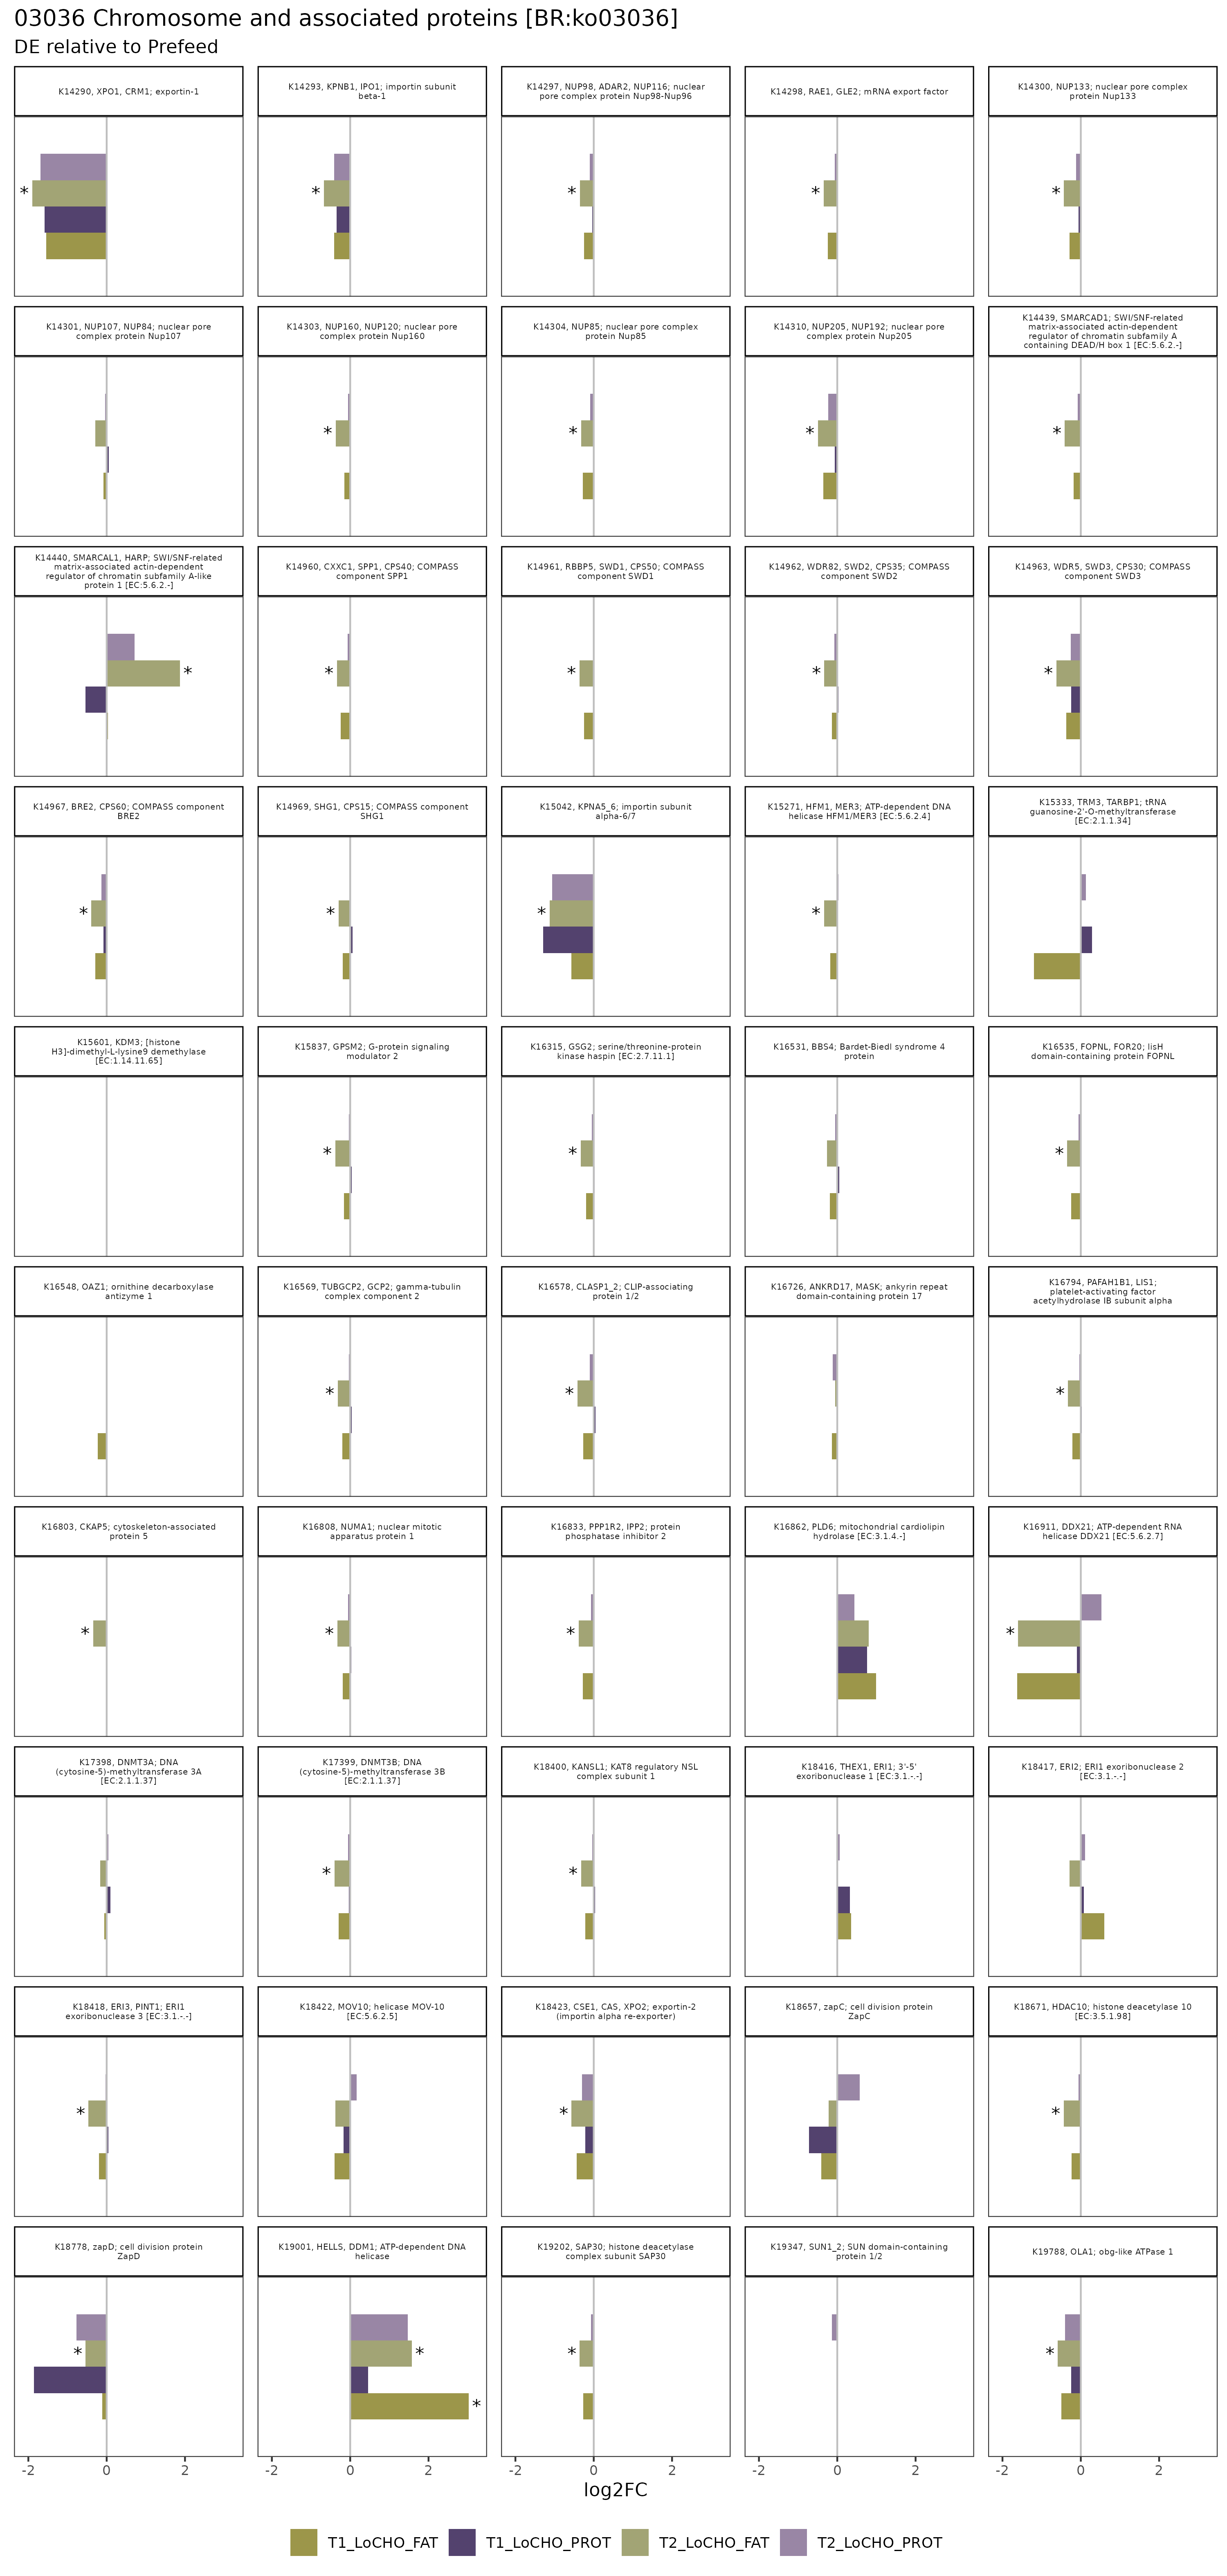 03036 Chromosome and associated proteins [BR:ko03036]
DE relative to Prefeed
K14290, XPO1, CRM1; exportin-1
K14293, KPNB1, IPO1; importin subunit
beta-1
K14297, NUP98, ADAR2, NUP116; nuclear
pore complex protein Nup98-Nup96
K14298, RAE1, GLE2; mRNA export factor
K14300, NUP133; nuclear pore complex
protein Nup133
*
*
*
*
*
K14301, NUP107, NUP84; nuclear pore
complex protein Nup107
K14303, NUP160, NUP120; nuclear pore
complex protein Nup160
K14304, NUP85; nuclear pore complex
protein Nup85
K14310, NUP205, NUP192; nuclear pore
complex protein Nup205
K14439, SMARCAD1; SWI/SNF-related
matrix-associated actin-dependent
regulator of chromatin subfamily A
containing DEAD/H box 1 [EC:5.6.2.-]
*
*
*
*
K14440, SMARCAL1, HARP; SWI/SNF-related
matrix-associated actin-dependent
regulator of chromatin subfamily A-like
protein 1 [EC:5.6.2.-]
K14960, CXXC1, SPP1, CPS40; COMPASS
component SPP1
K14961, RBBP5, SWD1, CPS50; COMPASS
component SWD1
K14962, WDR82, SWD2, CPS35; COMPASS
component SWD2
K14963, WDR5, SWD3, CPS30; COMPASS
component SWD3
*
*
*
*
*
K14967, BRE2, CPS60; COMPASS component
BRE2
K14969, SHG1, CPS15; COMPASS component
SHG1
K15042, KPNA5_6; importin subunit
alpha-6/7
K15271, HFM1, MER3; ATP-dependent DNA
helicase HFM1/MER3 [EC:5.6.2.4]
K15333, TRM3, TARBP1; tRNA
guanosine-2'-O-methyltransferase
[EC:2.1.1.34]
*
*
*
*
K15601, KDM3; [histone
H3]-dimethyl-L-lysine9 demethylase
[EC:1.14.11.65]
K15837, GPSM2; G-protein signaling
modulator 2
K16315, GSG2; serine/threonine-protein
kinase haspin [EC:2.7.11.1]
K16531, BBS4; Bardet-Biedl syndrome 4
protein
K16535, FOPNL, FOR20; lisH
domain-containing protein FOPNL
*
*
*
K16548, OAZ1; ornithine decarboxylase
antizyme 1
K16569, TUBGCP2, GCP2; gamma-tubulin
complex component 2
K16578, CLASP1_2; CLIP-associating
protein 1/2
K16726, ANKRD17, MASK; ankyrin repeat
domain-containing protein 17
K16794, PAFAH1B1, LIS1;
platelet-activating factor
acetylhydrolase IB subunit alpha
*
*
*
K16803, CKAP5; cytoskeleton-associated
protein 5
K16808, NUMA1; nuclear mitotic
apparatus protein 1
K16833, PPP1R2, IPP2; protein
phosphatase inhibitor 2
K16862, PLD6; mitochondrial cardiolipin
hydrolase [EC:3.1.4.-]
K16911, DDX21; ATP-dependent RNA
helicase DDX21 [EC:5.6.2.7]
*
*
*
*
K17398, DNMT3A; DNA
(cytosine-5)-methyltransferase 3A
[EC:2.1.1.37]
K17399, DNMT3B; DNA
(cytosine-5)-methyltransferase 3B
[EC:2.1.1.37]
K18400, KANSL1; KAT8 regulatory NSL
complex subunit 1
K18416, THEX1, ERI1; 3'-5'
exoribonuclease 1 [EC:3.1.-.-]
K18417, ERI2; ERI1 exoribonuclease 2
[EC:3.1.-.-]
*
*
K18418, ERI3, PINT1; ERI1
exoribonuclease 3 [EC:3.1.-.-]
K18422, MOV10; helicase MOV-10
[EC:5.6.2.5]
K18423, CSE1, CAS, XPO2; exportin-2
(importin alpha re-exporter)
K18657, zapC; cell division protein
ZapC
K18671, HDAC10; histone deacetylase 10
[EC:3.5.1.98]
*
*
*
K18778, zapD; cell division protein
ZapD
K19001, HELLS, DDM1; ATP-dependent DNA
helicase
K19202, SAP30; histone deacetylase
complex subunit SAP30
K19347, SUN1_2; SUN domain-containing
protein 1/2
K19788, OLA1; obg-like ATPase 1
*
*
*
*
*
-2 0 2 -2 0 2 -2 0 2 -2 0 2 -2 0 2
log2FC
T1_LoCHO_FAT T1_LoCHO_PROT T2_LoCHO_FAT T2_LoCHO_PROT